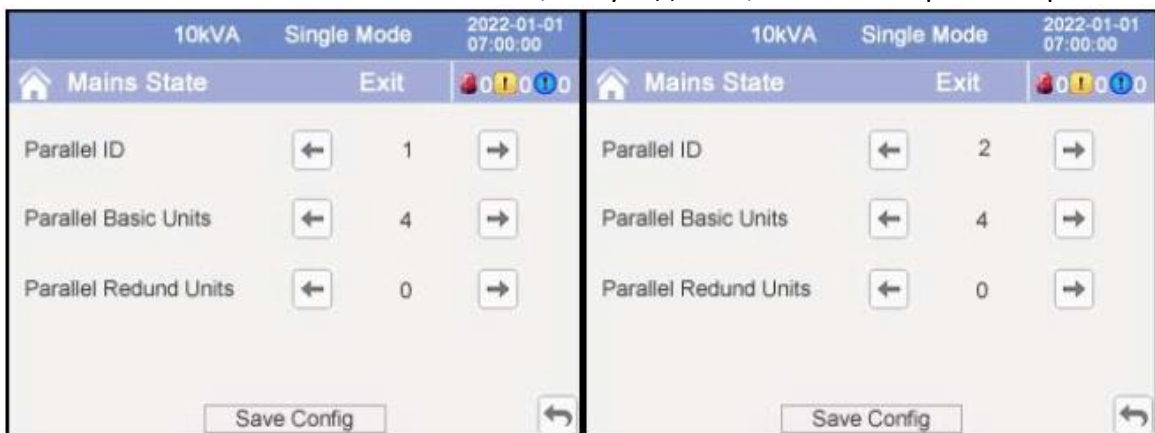 10kVA Single Mode 2022-01-01 07:00:00
Mains State Exit 0 0 0
Parallel ID 1
Parallel Basic Units 4
Parallel Redund Units 0
Save Config
10kVA Single Mode 2022-01-01 07:00:00
Mains State Exit 0 0 0
Parallel ID 2
Parallel Basic Units 4
Parallel Redund Units 0
Save Config